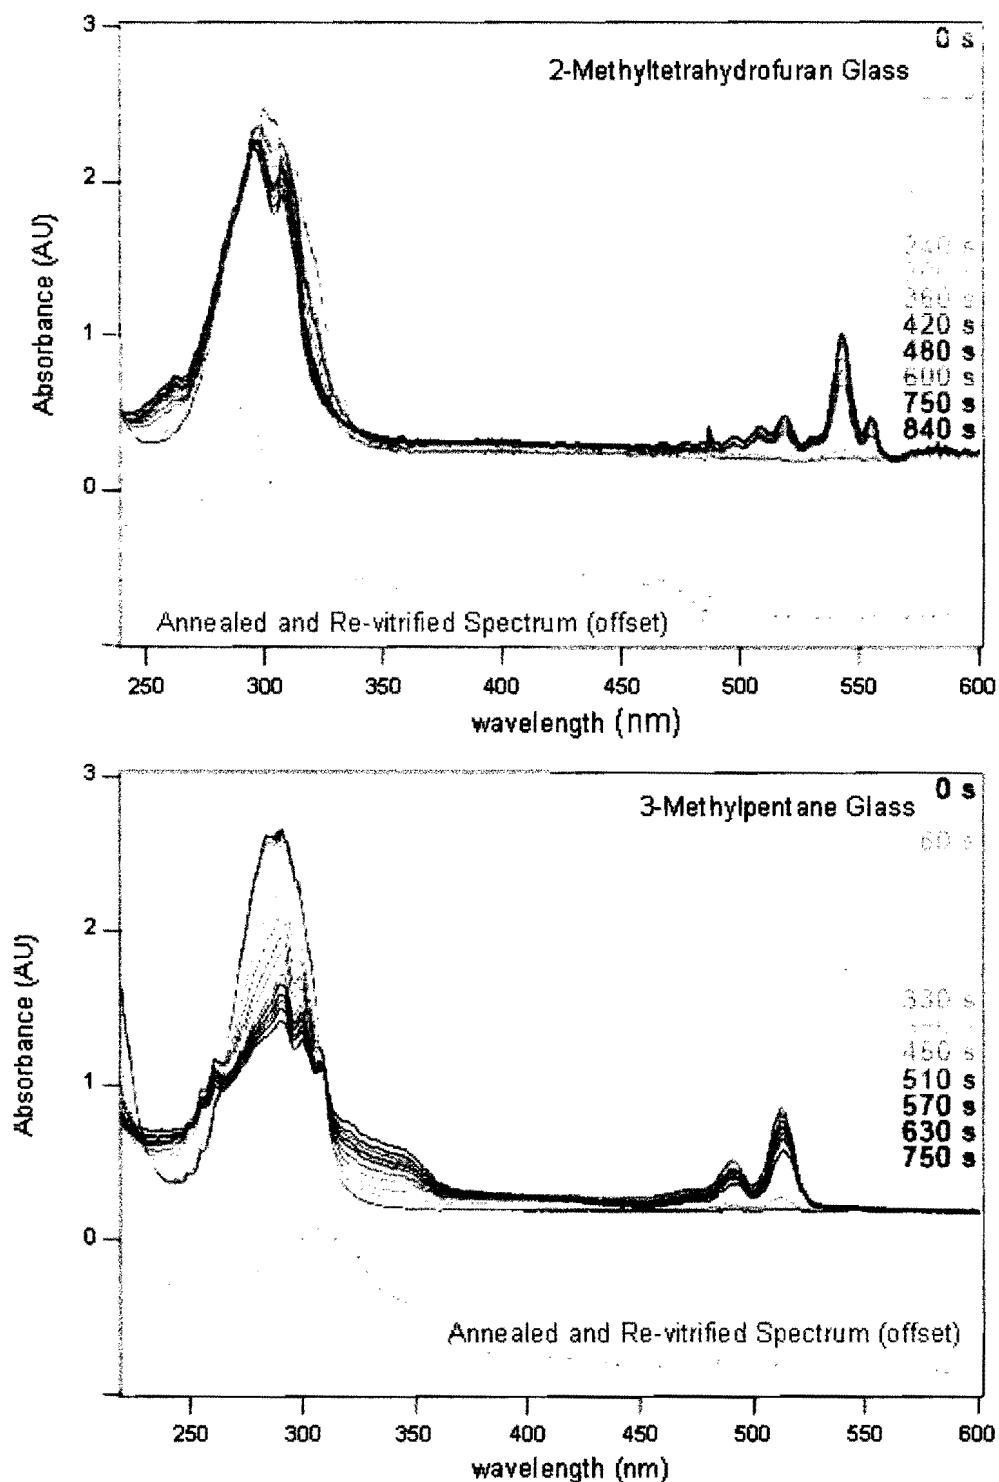 3
0 s
2-Methyltetrahydrofuran Glass
2
240 s
360 s
420 s
1
480 s
600 s
750 s
840 s
0
Absorbance (AU)
Annealed and Re-vitrified Spectrum (offset)
250 300 350 400 450 500 550 600
wavelength (nm)
3
0 s
3-Methylpentane Glass
60 s
2
330 s
450 s
1
510 s
570 s
630 s
750 s
0
Absorbance (AU)
Annealed and Re-vitrified Spectrum (offset)
250 300 350 400 450 500 550 600
wavelength (nm)